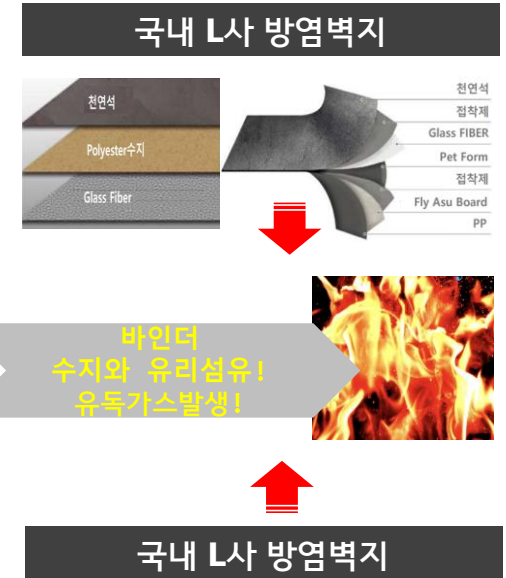 국내 L사 방염벽지
천연석
Polyester수지
Glass Fiber
천연석
접착제
Glass FIBER
Pet Form
접착제
Fly Asu Board
PP
바인더
수지와 유리섬유!
유독가스발생!
국내 L사 방염벽지